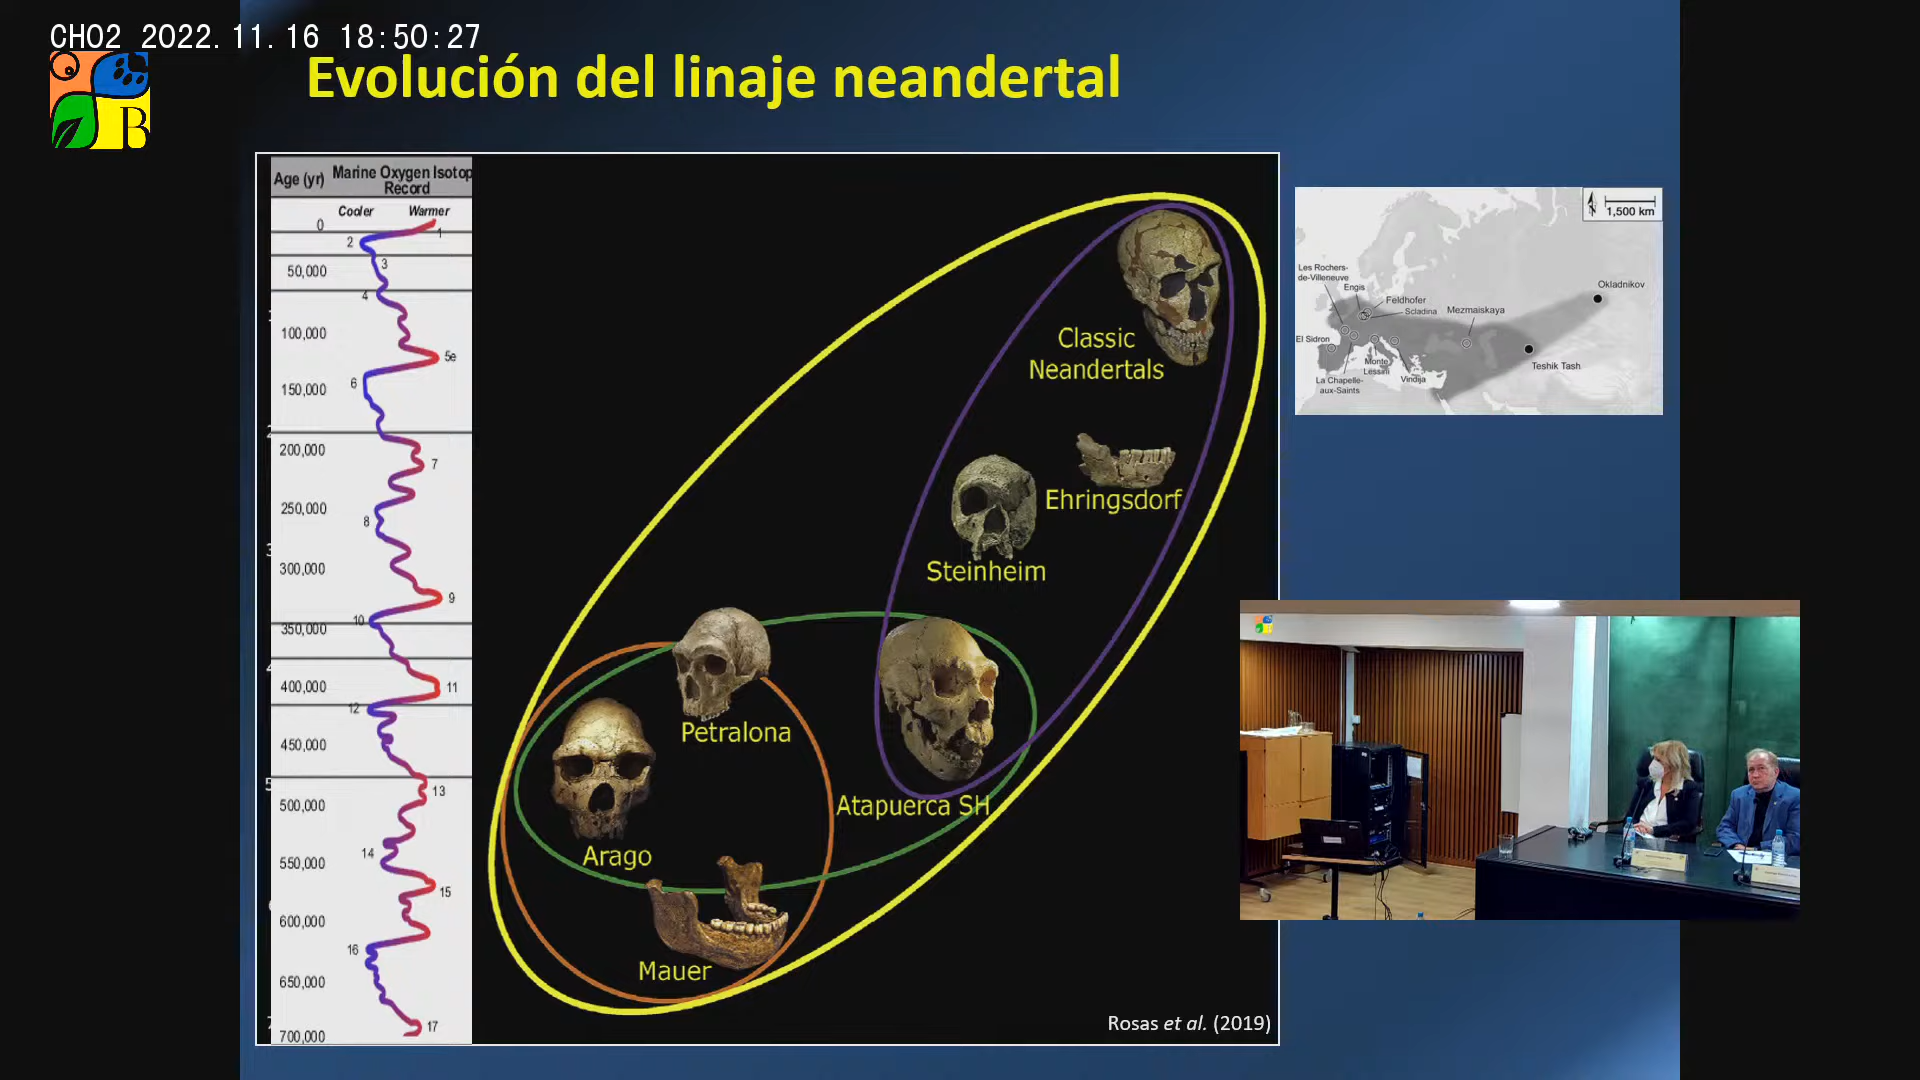 CH02 2022.11.16 18:50:27
B
Evolución del linaje neandertal
Age (yr)
Marine Oxygen Isotop
Record
Cooler
Warmer
0
50,000
100,000
150,000
200,000
250,000
300,000
350,000
400,000
450,000
500,000
550,000
600,000
650,000
700,000
1
2
3
4
5e
6
7
8
9
10
11
12
13
14
15
16
17
Classic
Neandertals
Ehringsdorf
Steinheim
Petralona
Atapuerca SH
Arago
Mauer
Rosas et al. (2019)
N
1,500 km
Les Rochers-
de-Villeneuve
Engis
Feldhofer
Scladina
Mezmaiskaya
Okladnikov
El Sidron
Monte
Lessini
Vindija
La Chapelle-
aux-Saints
Teshik Tash